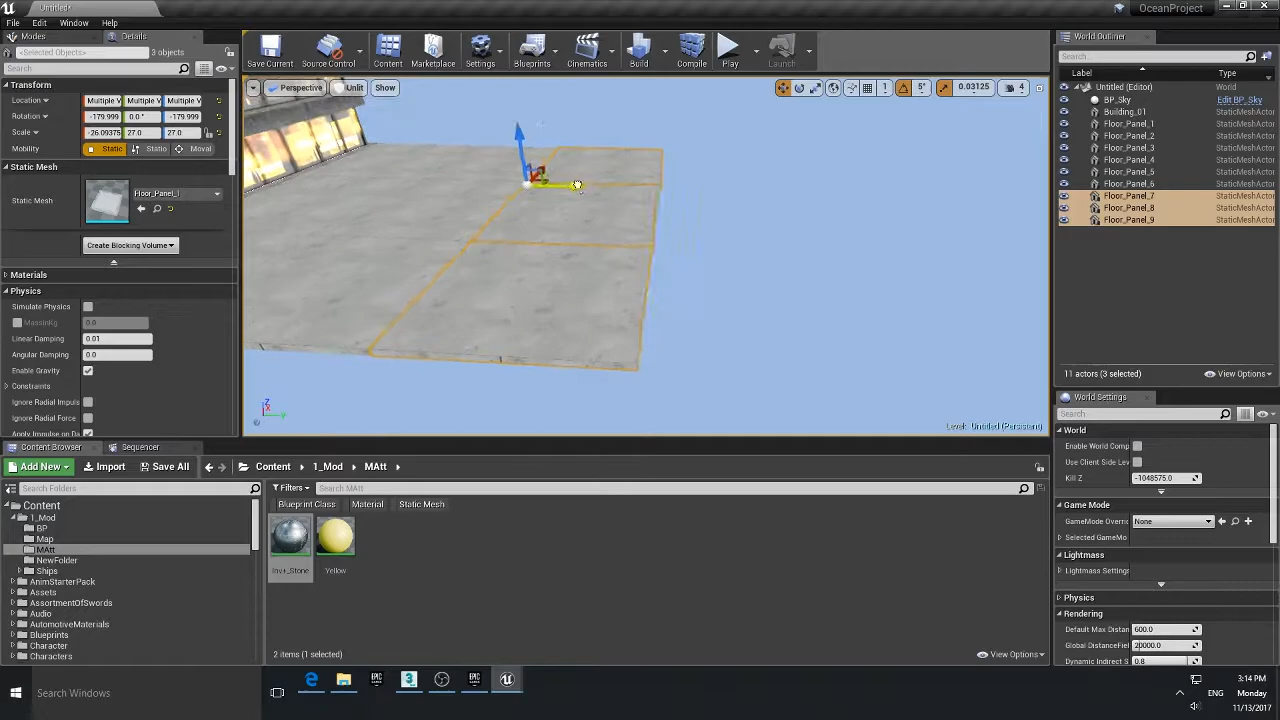 Untitled*
OceanProject
File Edit Window Help
Modes Details
<Selected Objects> 3 objects
Search
Transform
Location Multiple V Multiple V Multiple V
Rotation -179.999 0.0 ° -179.999
Scale -26.09375 27.0 27.0
Mobility Static Static Moval
Static Mesh
Static Mesh Floor_Panel_1
Create Blocking Volume
Materials
Physics
Simulate Physics
MassInKg 0.0
Linear Damping 0.01
Angular Damping 0.0
Enable Gravity
Constraints
Ignore Radial Impuls
Ignore Radial Force
Apply Impulse on Da
Save Current Source Control Content Marketplace Settings Blueprints Cinematics Build Compile Play Launch
Perspective Unlit Show
5° 0.03125 4
Z
X
Y
Level: Untitled (Persistent)
World Outliner
Search...
Label Type
Untitled (Editor) World
BP_Sky Edit BP_Sky
Building_01 StaticMeshActor
Floor_Panel_1 StaticMeshActor
Floor_Panel_2 StaticMeshActor
Floor_Panel_3 StaticMeshActor
Floor_Panel_4 StaticMeshActor
Floor_Panel_5 StaticMeshActor
Floor_Panel_6 StaticMeshActor
Floor_Panel_7 StaticMeshActor
Floor_Panel_8 StaticMeshActor
Floor_Panel_9 StaticMeshActor
11 actors (3 selected) View Options
World Settings
Search
World
Enable World Comp
Use Client Side Lev
Kill Z -1048575.0
Game Mode
GameMode Overric None
Selected GameMo
Lightmass
Lightmass Settings
Physics
Rendering
Default Max Distan 600.0
Global DistanceFiel 20000.0
Dynamic Indirect S 0.8
Content Browser Sequencer
Add New Import Save All Content 1_Mod MAtt
Search Folders
Content
1_Mod
BP
Map
MAtt
NewFolder
Ships
AnimStarterPack
Assets
AssortmentOfSwords
Audio
AutomotiveMaterials
Blueprints
Character
Characters
Filters Search MAtt
Blueprint Class Material Static Mesh
Inv+_Stone Yellow
2 items (1 selected) View Options
Search Windows
3
ENG
3:14 PM
Monday
11/13/2017